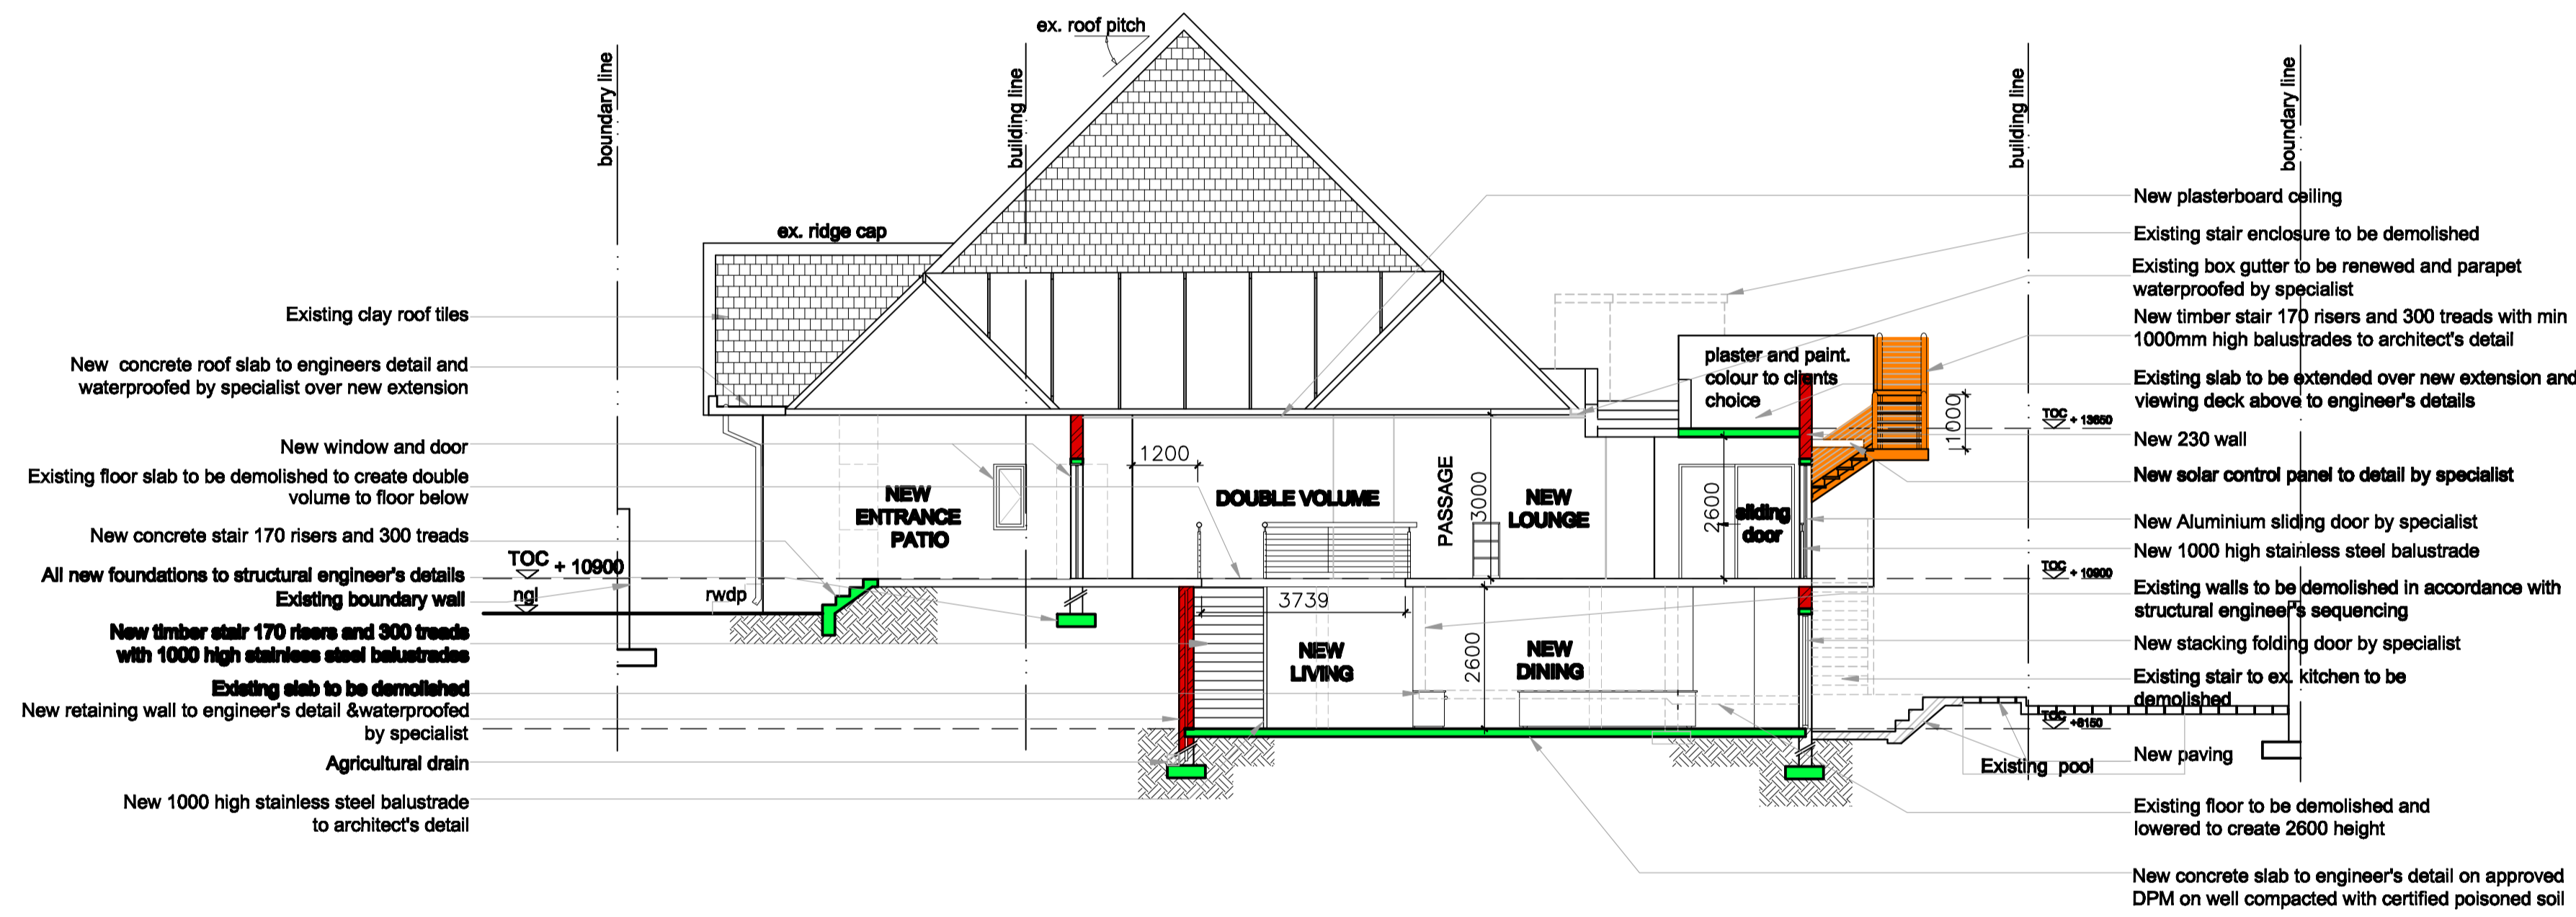 ex. roof pitch
boundary line
building line
building line
boundary line
ex. ridge cap
Existing clay roof tiles
New concrete roof slab to engineers detail and
waterproofed by specialist over new extension
New window and door
Existing floor slab to be demolished to create double
volume to floor below
New concrete stair 170 risers and 300 treads
TOC + 10900
All new foundations to structural engineer's details
Existing boundary wall
ngl
rwdp
New timber stair 170 risers and 300 treads
with 1000 high stainless steel balustrades
Existing slab to be demolished
New retaining wall to engineer's detail &waterproofed
by specialist
Agricultural drain
New 1000 high stainless steel balustrade
to architect's detail
NEW
ENTRANCE
PATIO
1200
DOUBLE VOLUME
PASSAGE
3000
NEW
LOUNGE
2600
sliding
door
plaster and paint.
colour to clients
choice
1000
3739
NEW
LIVING
2600
NEW
DINING
New plasterboard ceiling
Existing stair enclosure to be demolished
Existing box gutter to be renewed and parapet
waterproofed by specialist
New timber stair 170 risers and 300 treads with min
1000mm high balustrades to architect's detail
Existing slab to be extended over new extension and
viewing deck above to engineer's details
TOC + 13650
New 230 wall
New solar control panel to detail by specialist
New Aluminium sliding door by specialist
New 1000 high stainless steel balustrade
TOC + 10900
Existing walls to be demolished in accordance with
structural engineer's sequencing
New stacking folding door by specialist
Existing stair to ex. kitchen to be
demolished
TOC +8150
New paving
Existing pool
Existing floor to be demolished and
lowered to create 2600 height
New concrete slab to engineer's detail on approved
DPM on well compacted with certified poisoned soil